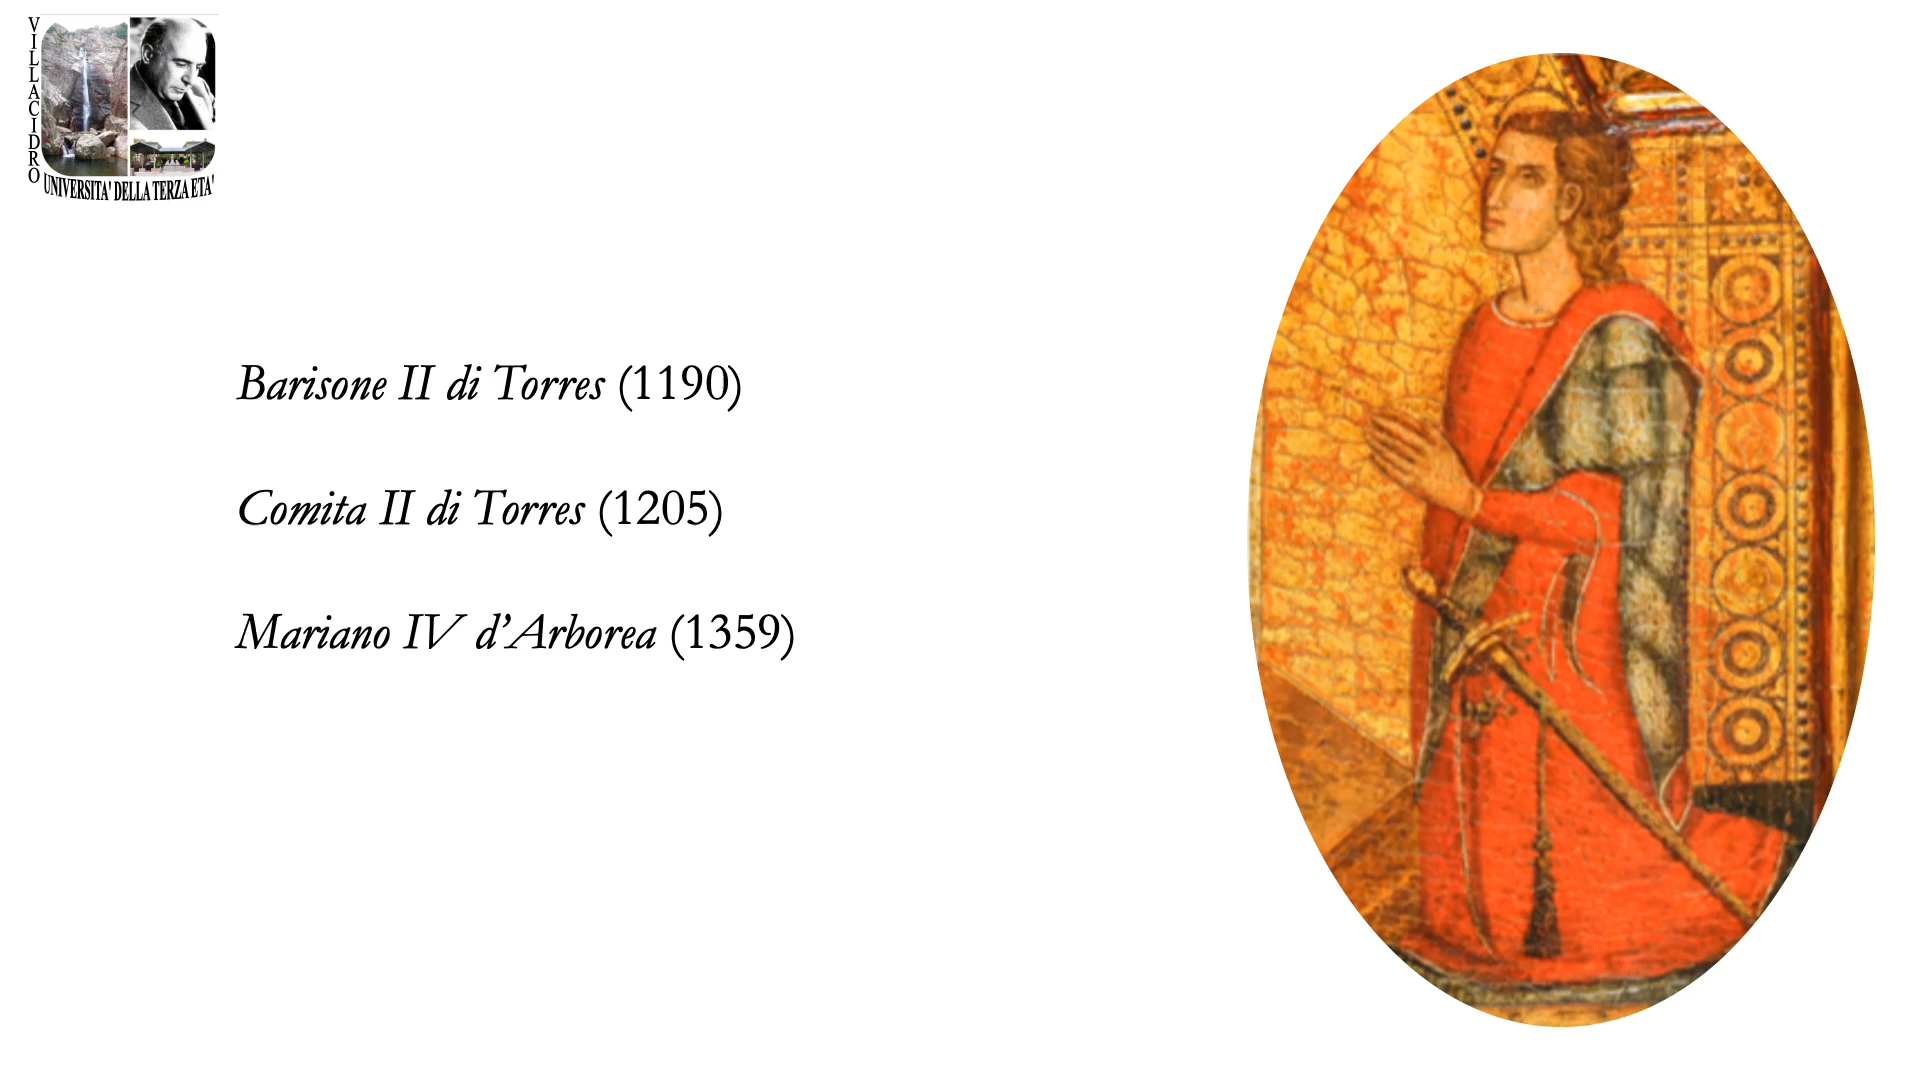 VILLACIDRO
UNIVERSITA' DELLA TERZA ETA'
Barisone II di Torres (1190)
Comita II di Torres (1205)
Mariano IV d’Arborea (1359)